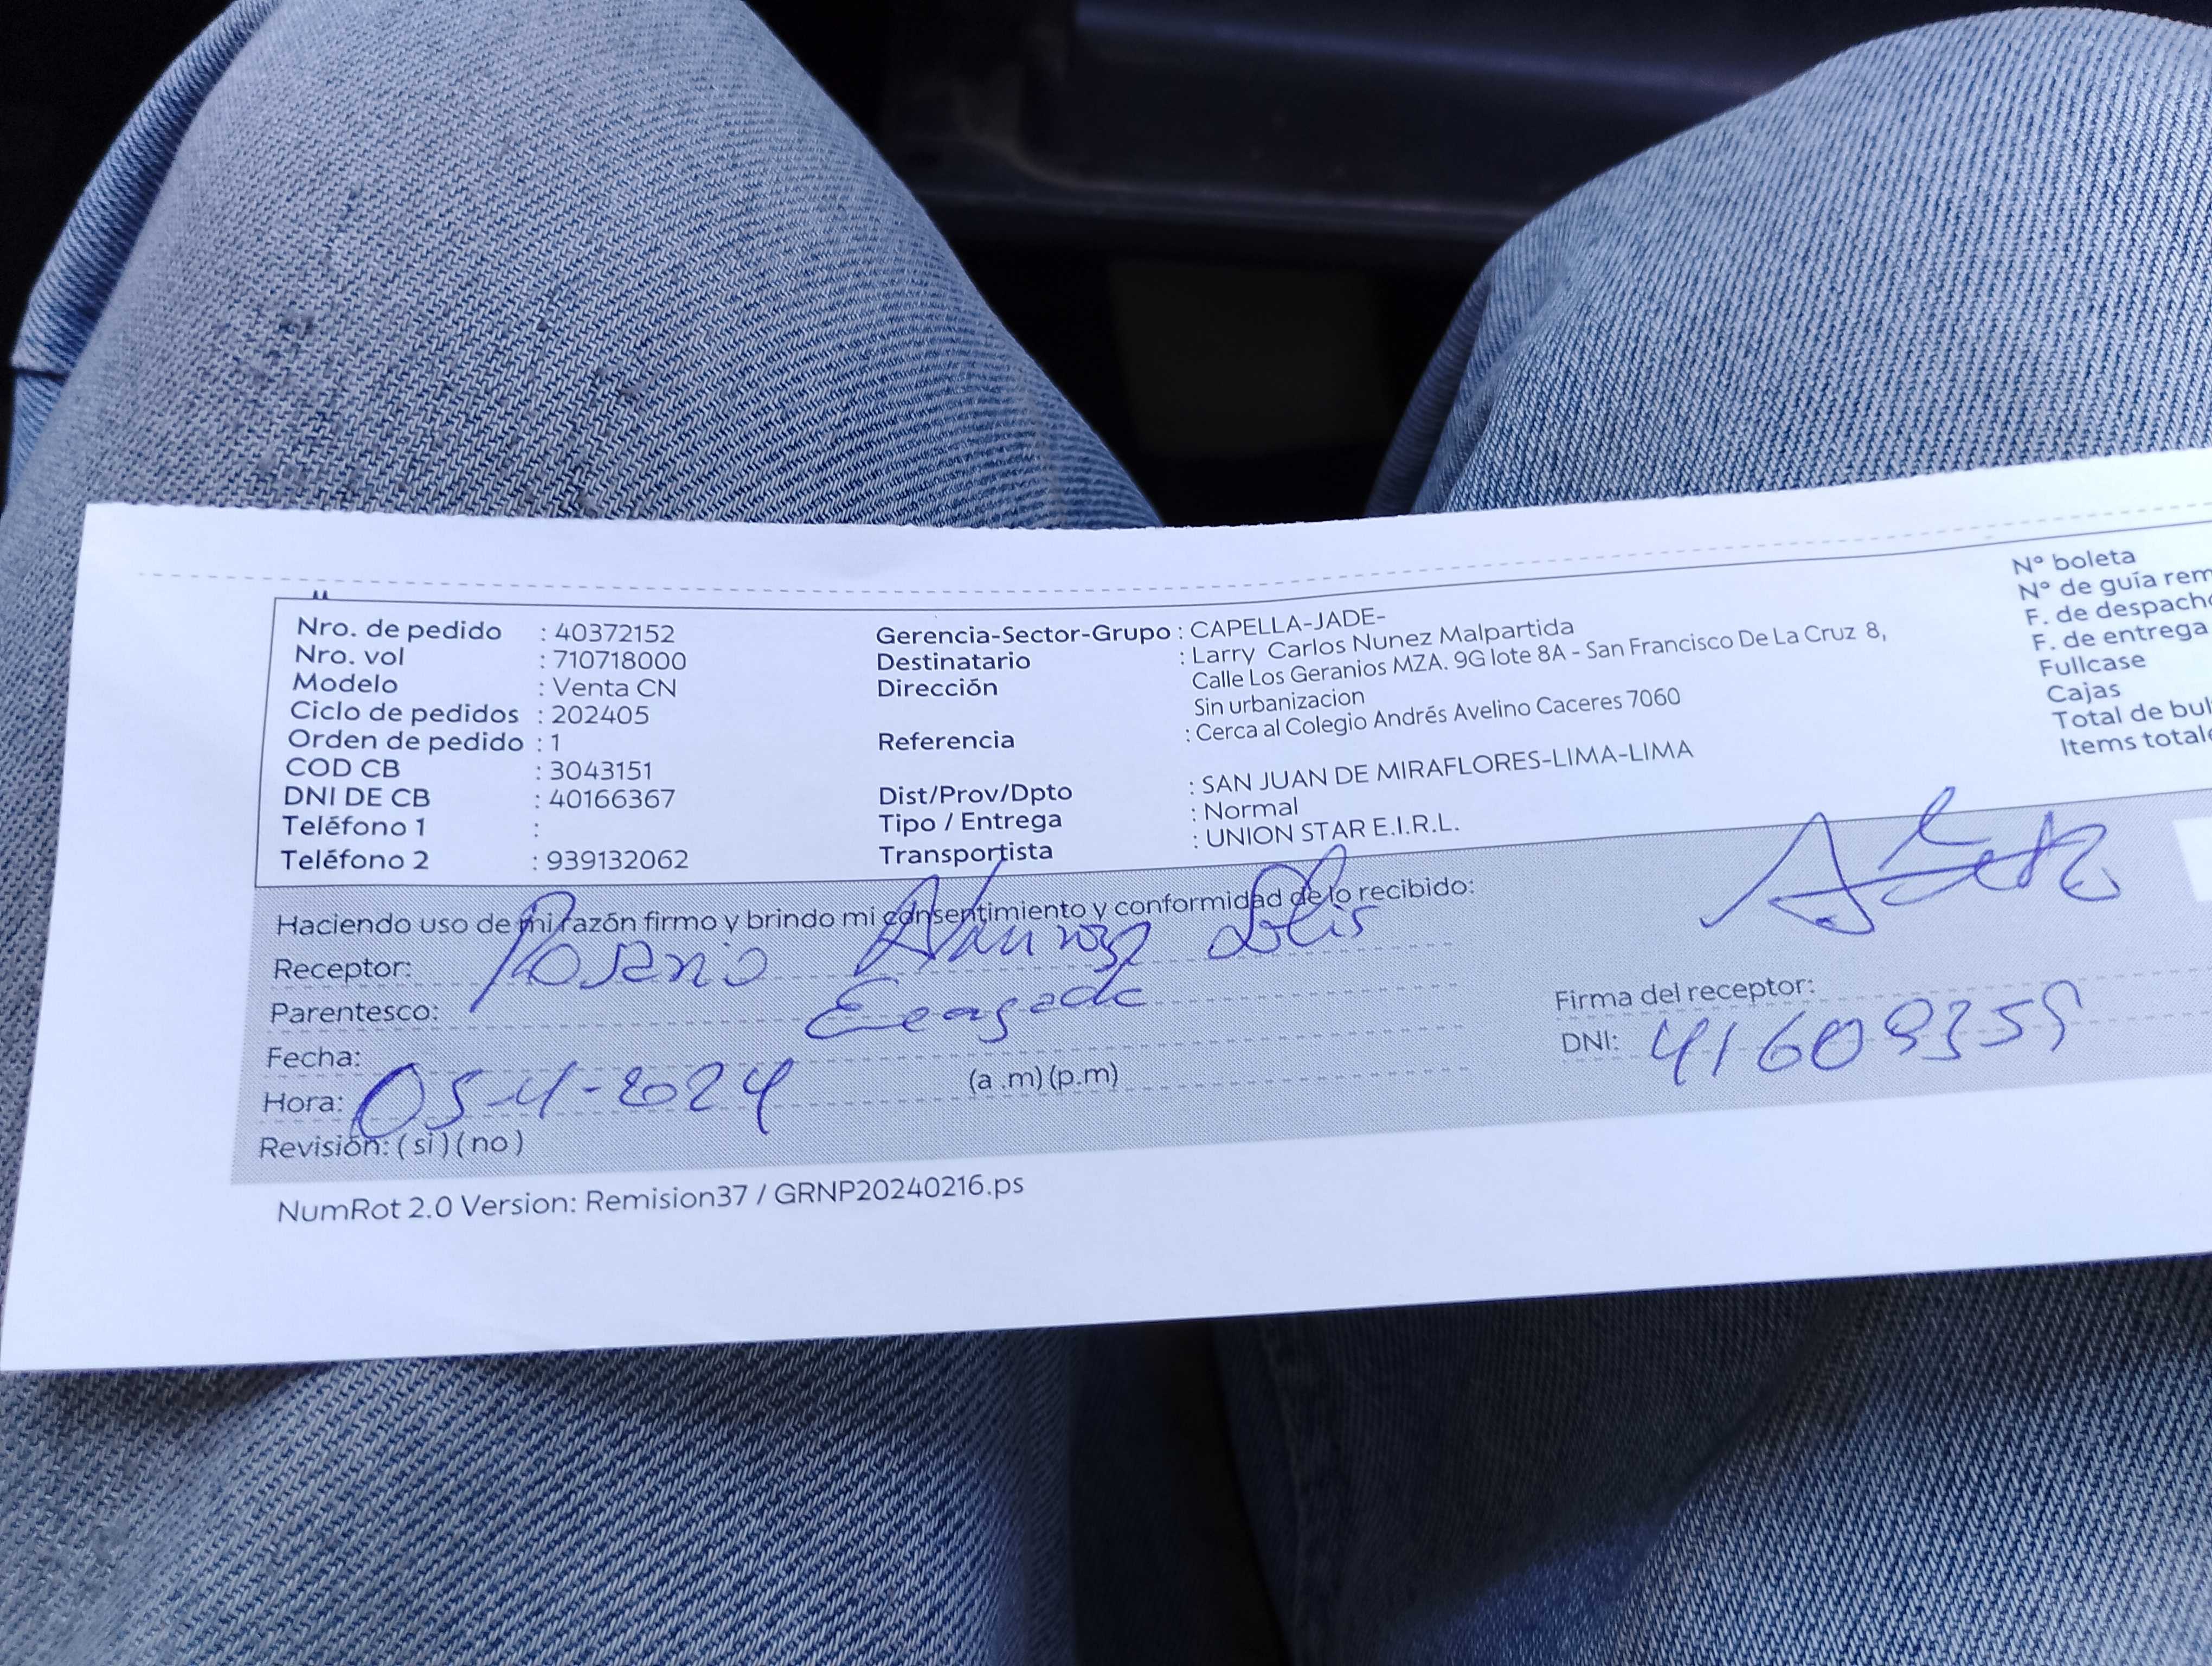 Nro. de pedido : 40372152
Nro. vol : 710718000
Modelo : Venta CN
Ciclo de pedidos : 202405
Orden de pedido : 1
COD CB : 3043151
DNI DE CB : 40166367
Teléfono 1 :
Teléfono 2 : 939132062
Gerencia-Sector-Grupo : CAPELLA-JADE-
Destinatario : Larry Carlos Nunez Malpartida
Dirección Calle Los Geranios MZA. 9G lote 8A - San Francisco De La Cruz 8,
Sin urbanizacion
Referencia : Cerca al Colegio Andrés Avelino Caceres 7060
Dist/Prov/Dpto : SAN JUAN DE MIRAFLORES-LIMA-LIMA
Tipo / Entrega : Normal
Transportista : UNION STAR E.I.R.L.
Nº boleta
Nº de guía rem
F. de despacho
F. de entrega
Fullcase
Cajas
Total de bul
Items totale
Haciendo uso de mi razón firmo y brindo mi consentimiento y conformidad de lo recibido:
Receptor:
Parentesco:
Fecha: 05-4-2024
Hora: (a .m)(p.m)
Revisión: (si)(no)
Firma del receptor:
DNI: 41609359
NumRot 2.0 Version: Remision37 / GRNP20240216.ps